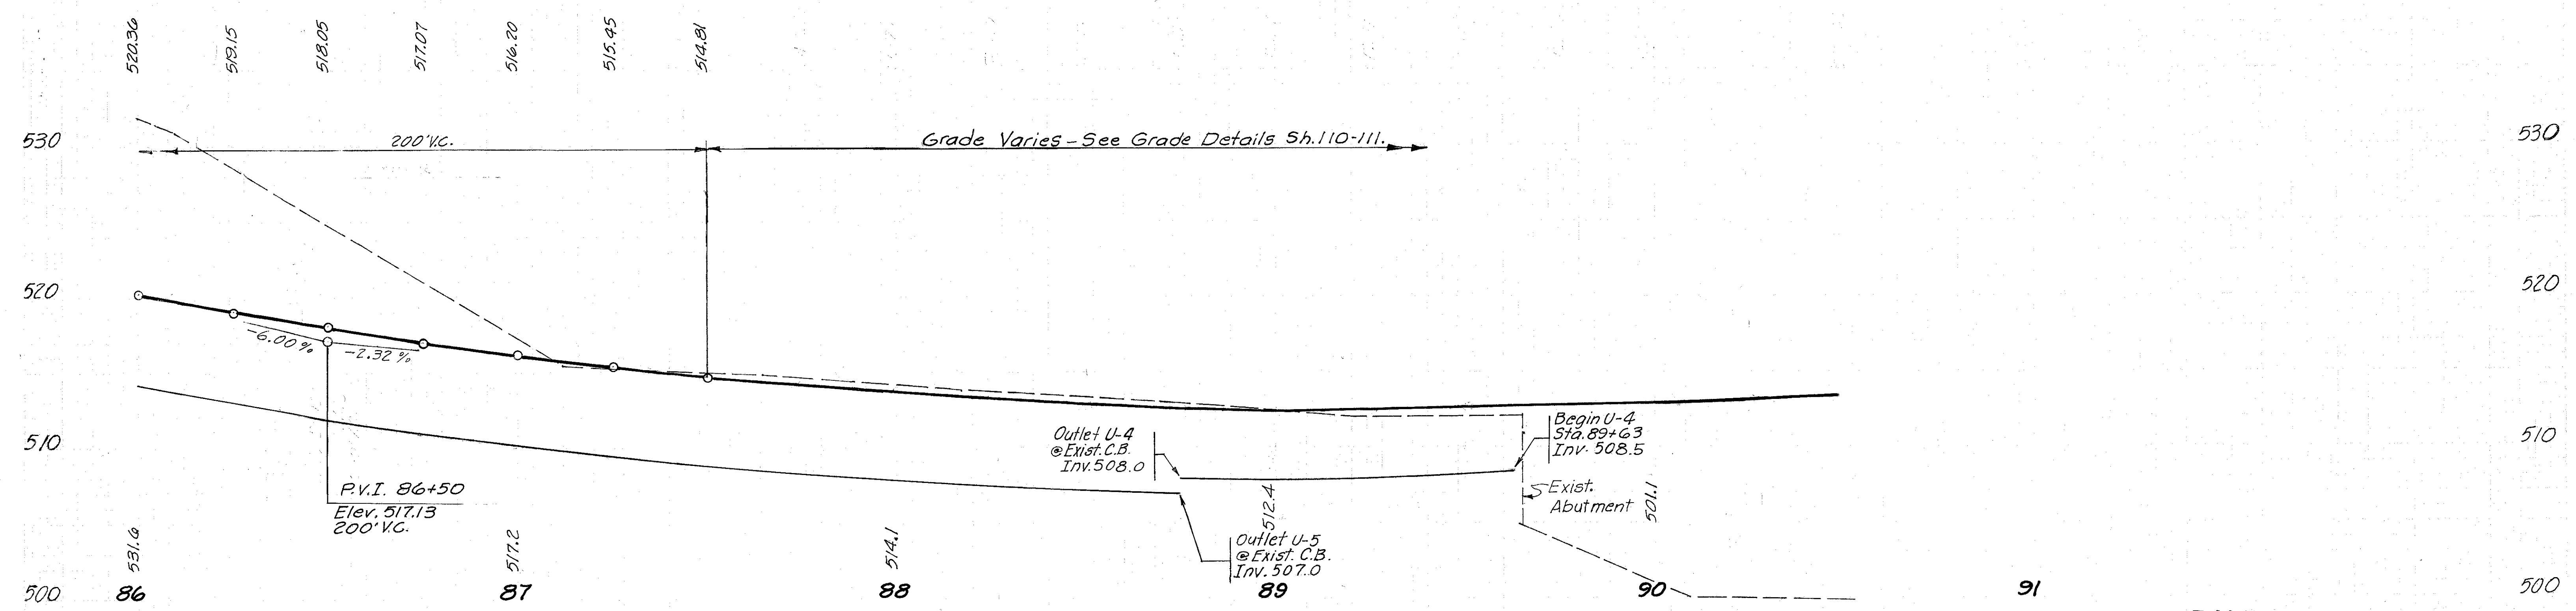 520.36 519.15 518.05 517.07 516.20 515.45 514.81
530 530
200' V.C.
Grade Varies - See Grade Details Sh. 110-111.
520 520
-6.00 %
-2.32 %
510 510
Outlet U-4
@ Exist. C.B.
Inv. 508.0
Begin U-4
Sta. 89+63
Inv. 508.5
P.V.I. 86+50
Elev. 517.13
200' V.C.
Exist.
Abutment
Outlet U-5
@ Exist. C.B.
Inv. 507.0
531.6 517.2 514.1 512.4 501.1
500 86 87 88 89 90 91 500